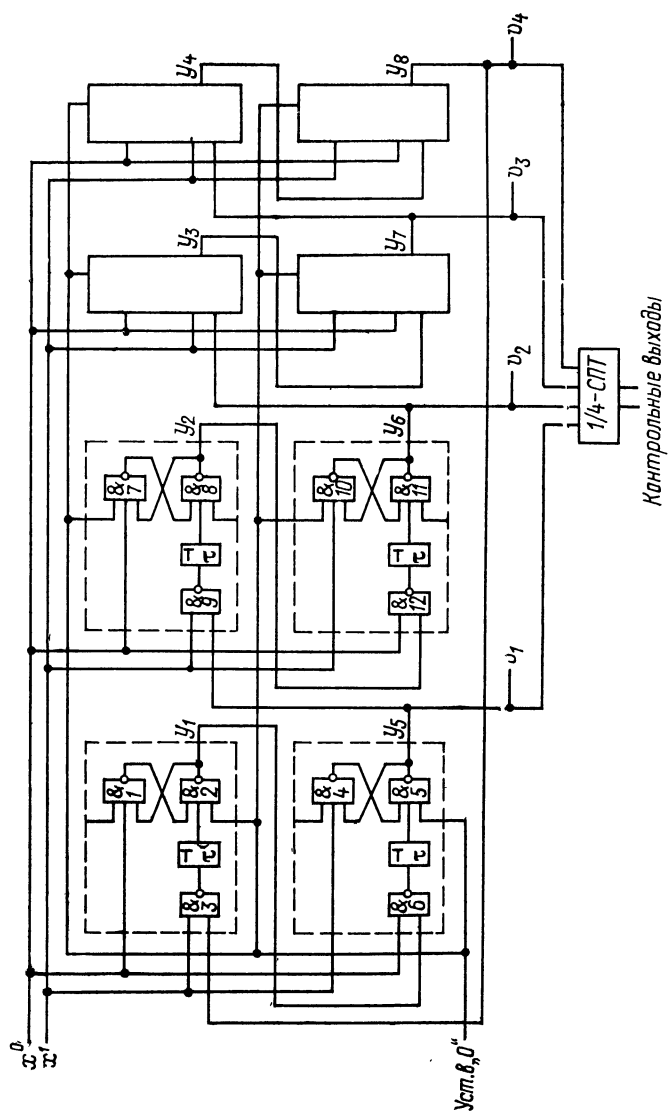 x⁰
x¹
Уст.в„0“
& 1
& 2
& 3
T τ
y1
& 4
& 5
& 6
T τ
y5
v1
& 7
& 8
& 9
T τ
y2
& 10
& 11
& 12
T τ
y6
v2
y3
y7
v3
y4
y8
v4
1/4-СПТ
Контрольные выходы